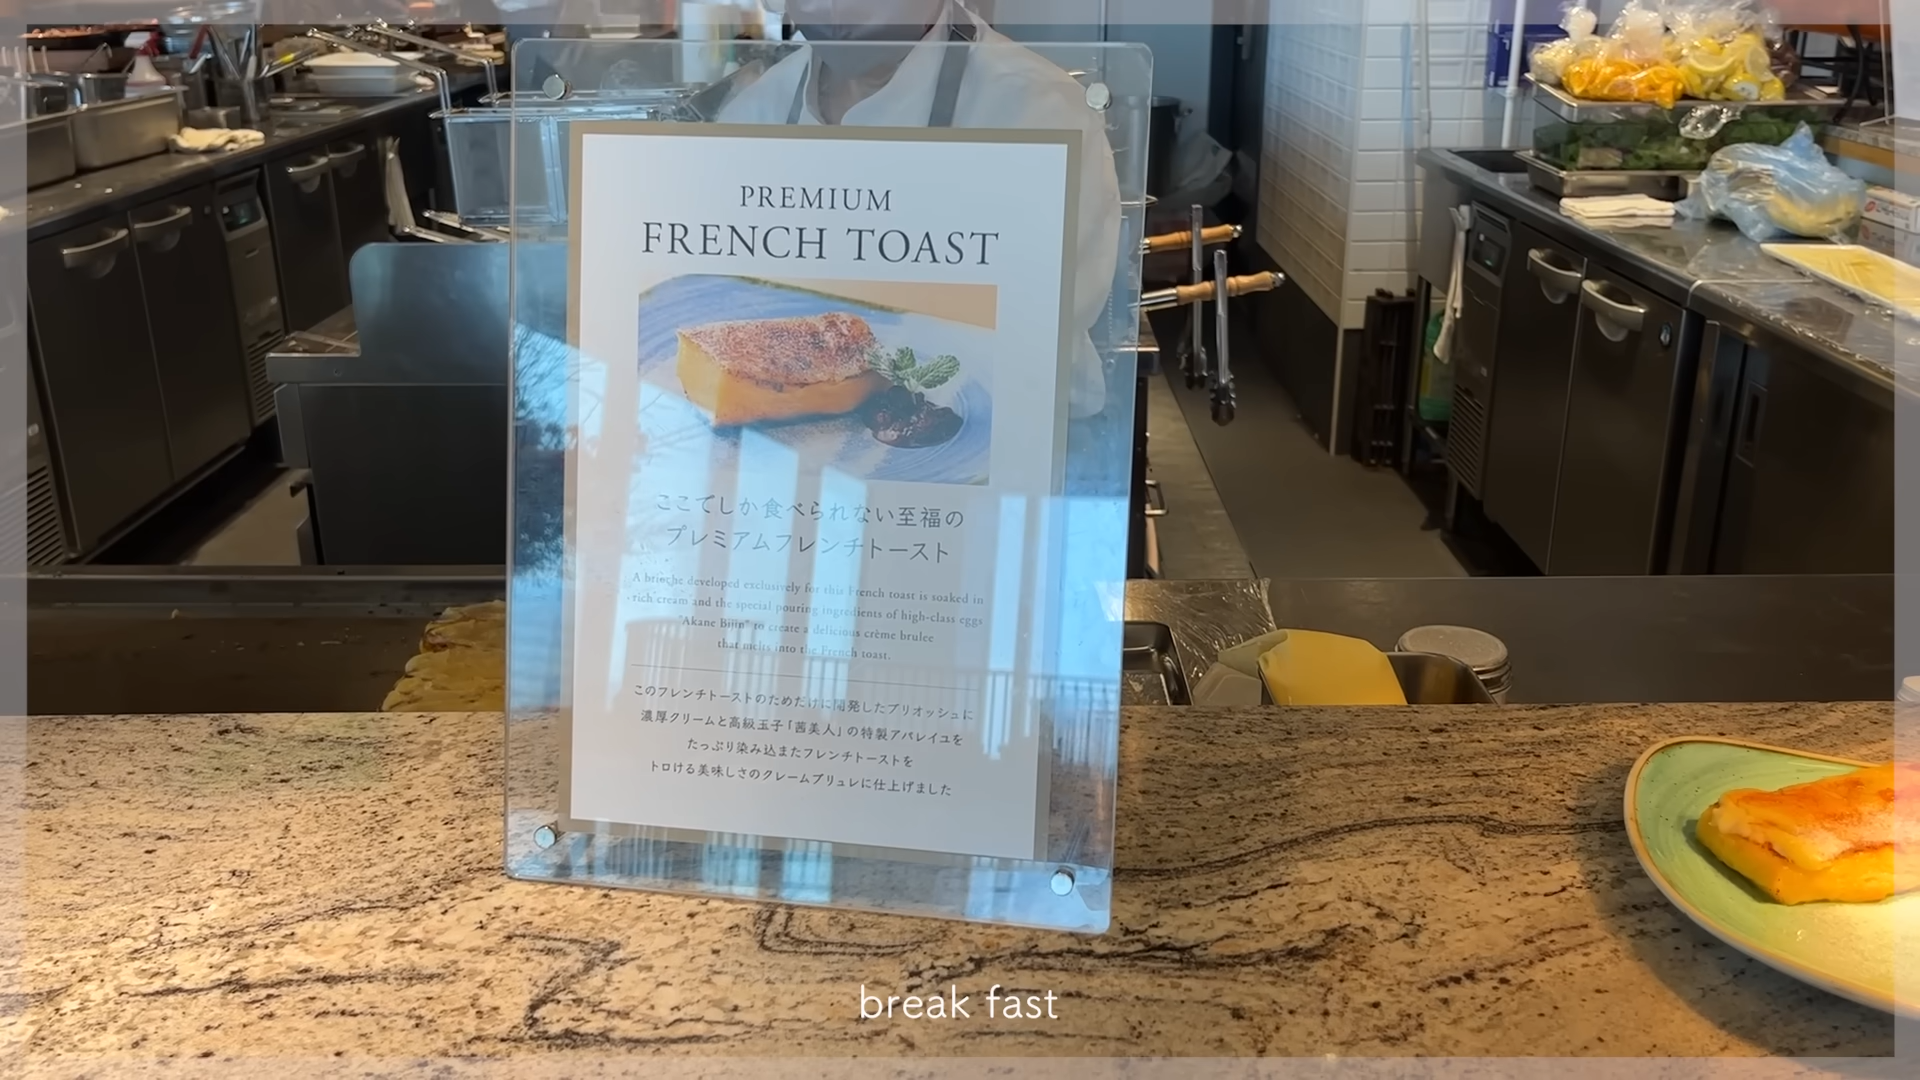 PREMIUM
FRENCH TOAST
ここでしか食べられない至福の
プレミアムフレンチトースト
A brioche developed exclusively for this French toast is soaked in
rich cream and the special pouring ingredients of high-class eggs
"Akane Bijin" to create a delicious crème brulee
that melts into the French toast.
このフレンチトーストのためだけに開発したブリオッシュに
濃厚クリームと高級玉子「茜美人」の特製アパレイユを
たっぷり染み込またフレンチトーストを
トロける美味しさのクレームブリュレに仕上げました
break fast